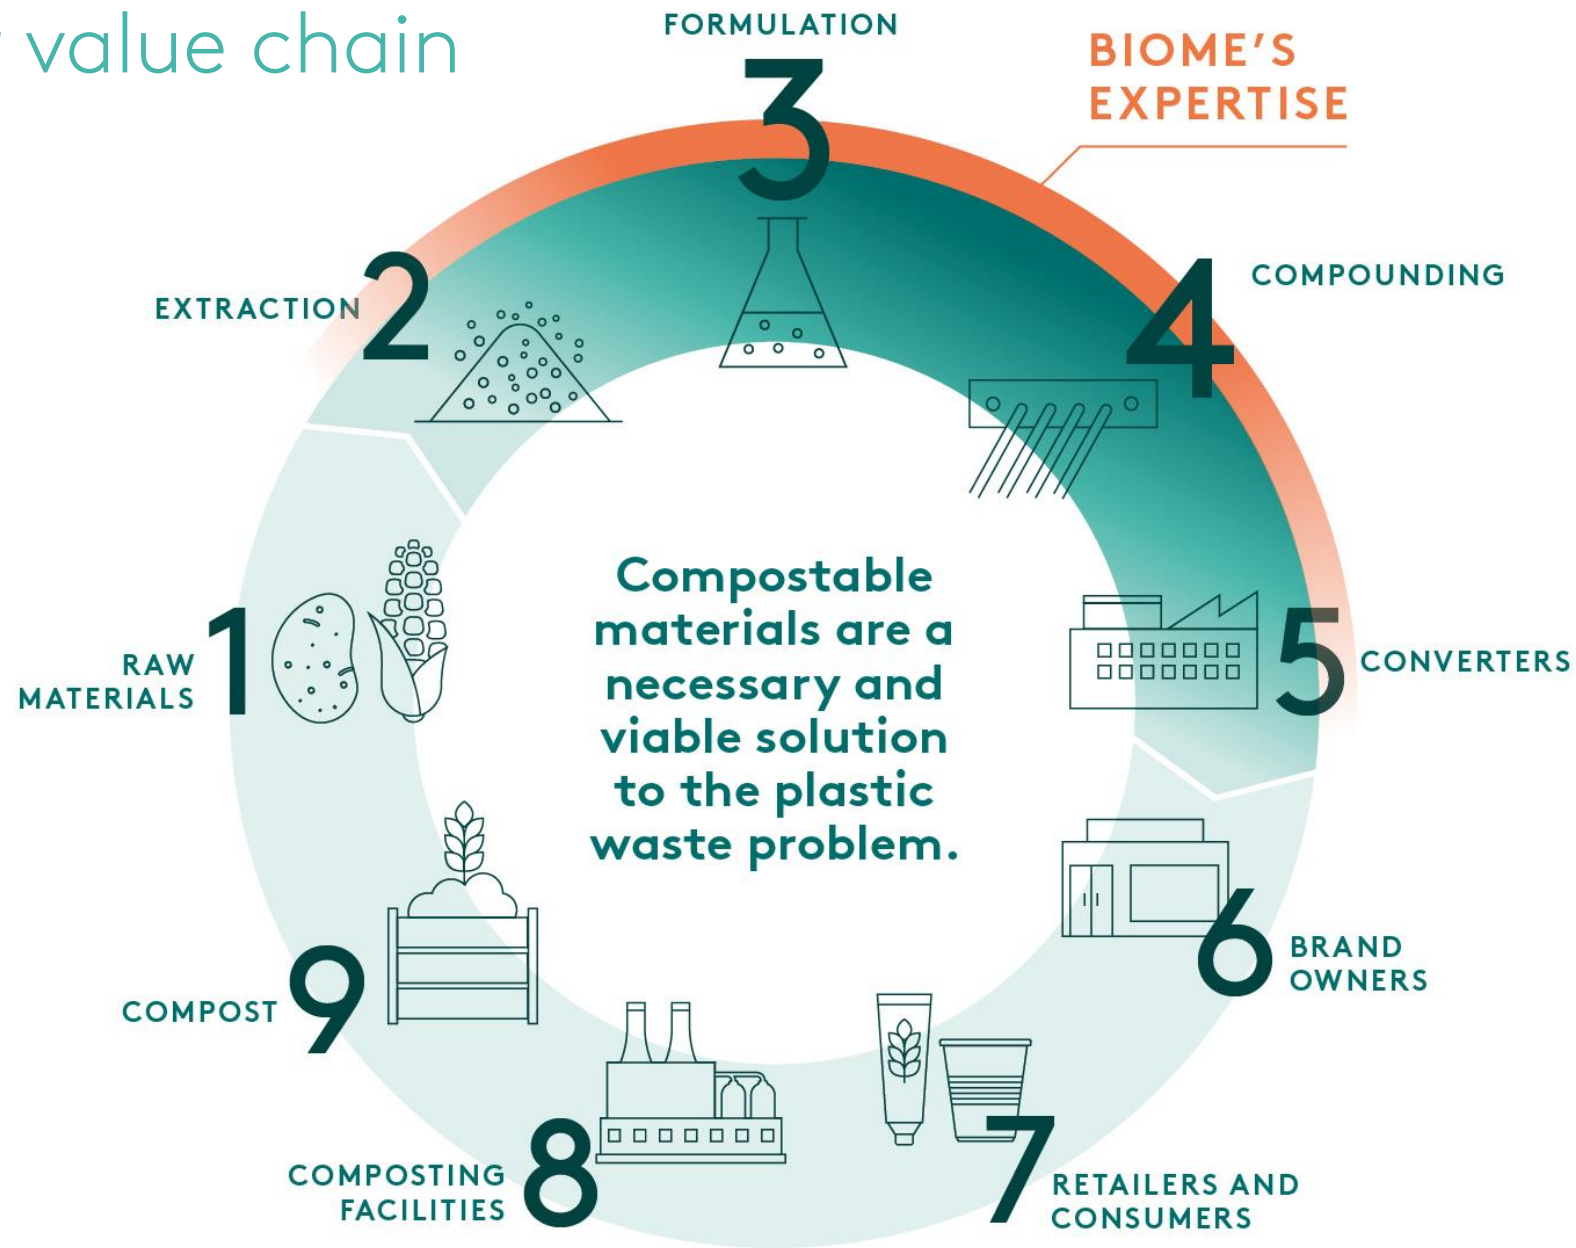 value chain
FORMULATION
3
BIOME’S
EXPERTISE
2
EXTRACTION
4
COMPOUNDING
1
RAW
MATERIALS
Compostable
materials are a
necessary and
viable solution
to the plastic
waste problem.
5
CONVERTERS
6
BRAND
OWNERS
9
COMPOST
8
COMPOSTING
FACILITIES
7
RETAILERS AND
CONSUMERS